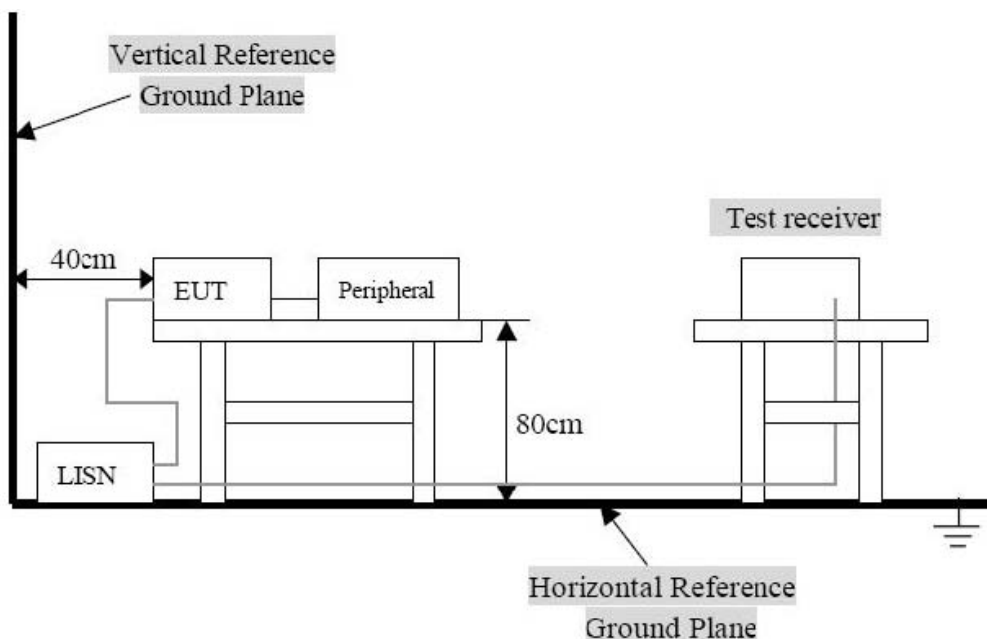 Vertical Reference
Ground Plane
Test receiver
40cm
EUT
Peripheral
80cm
LISN
Horizontal Reference
Ground Plane